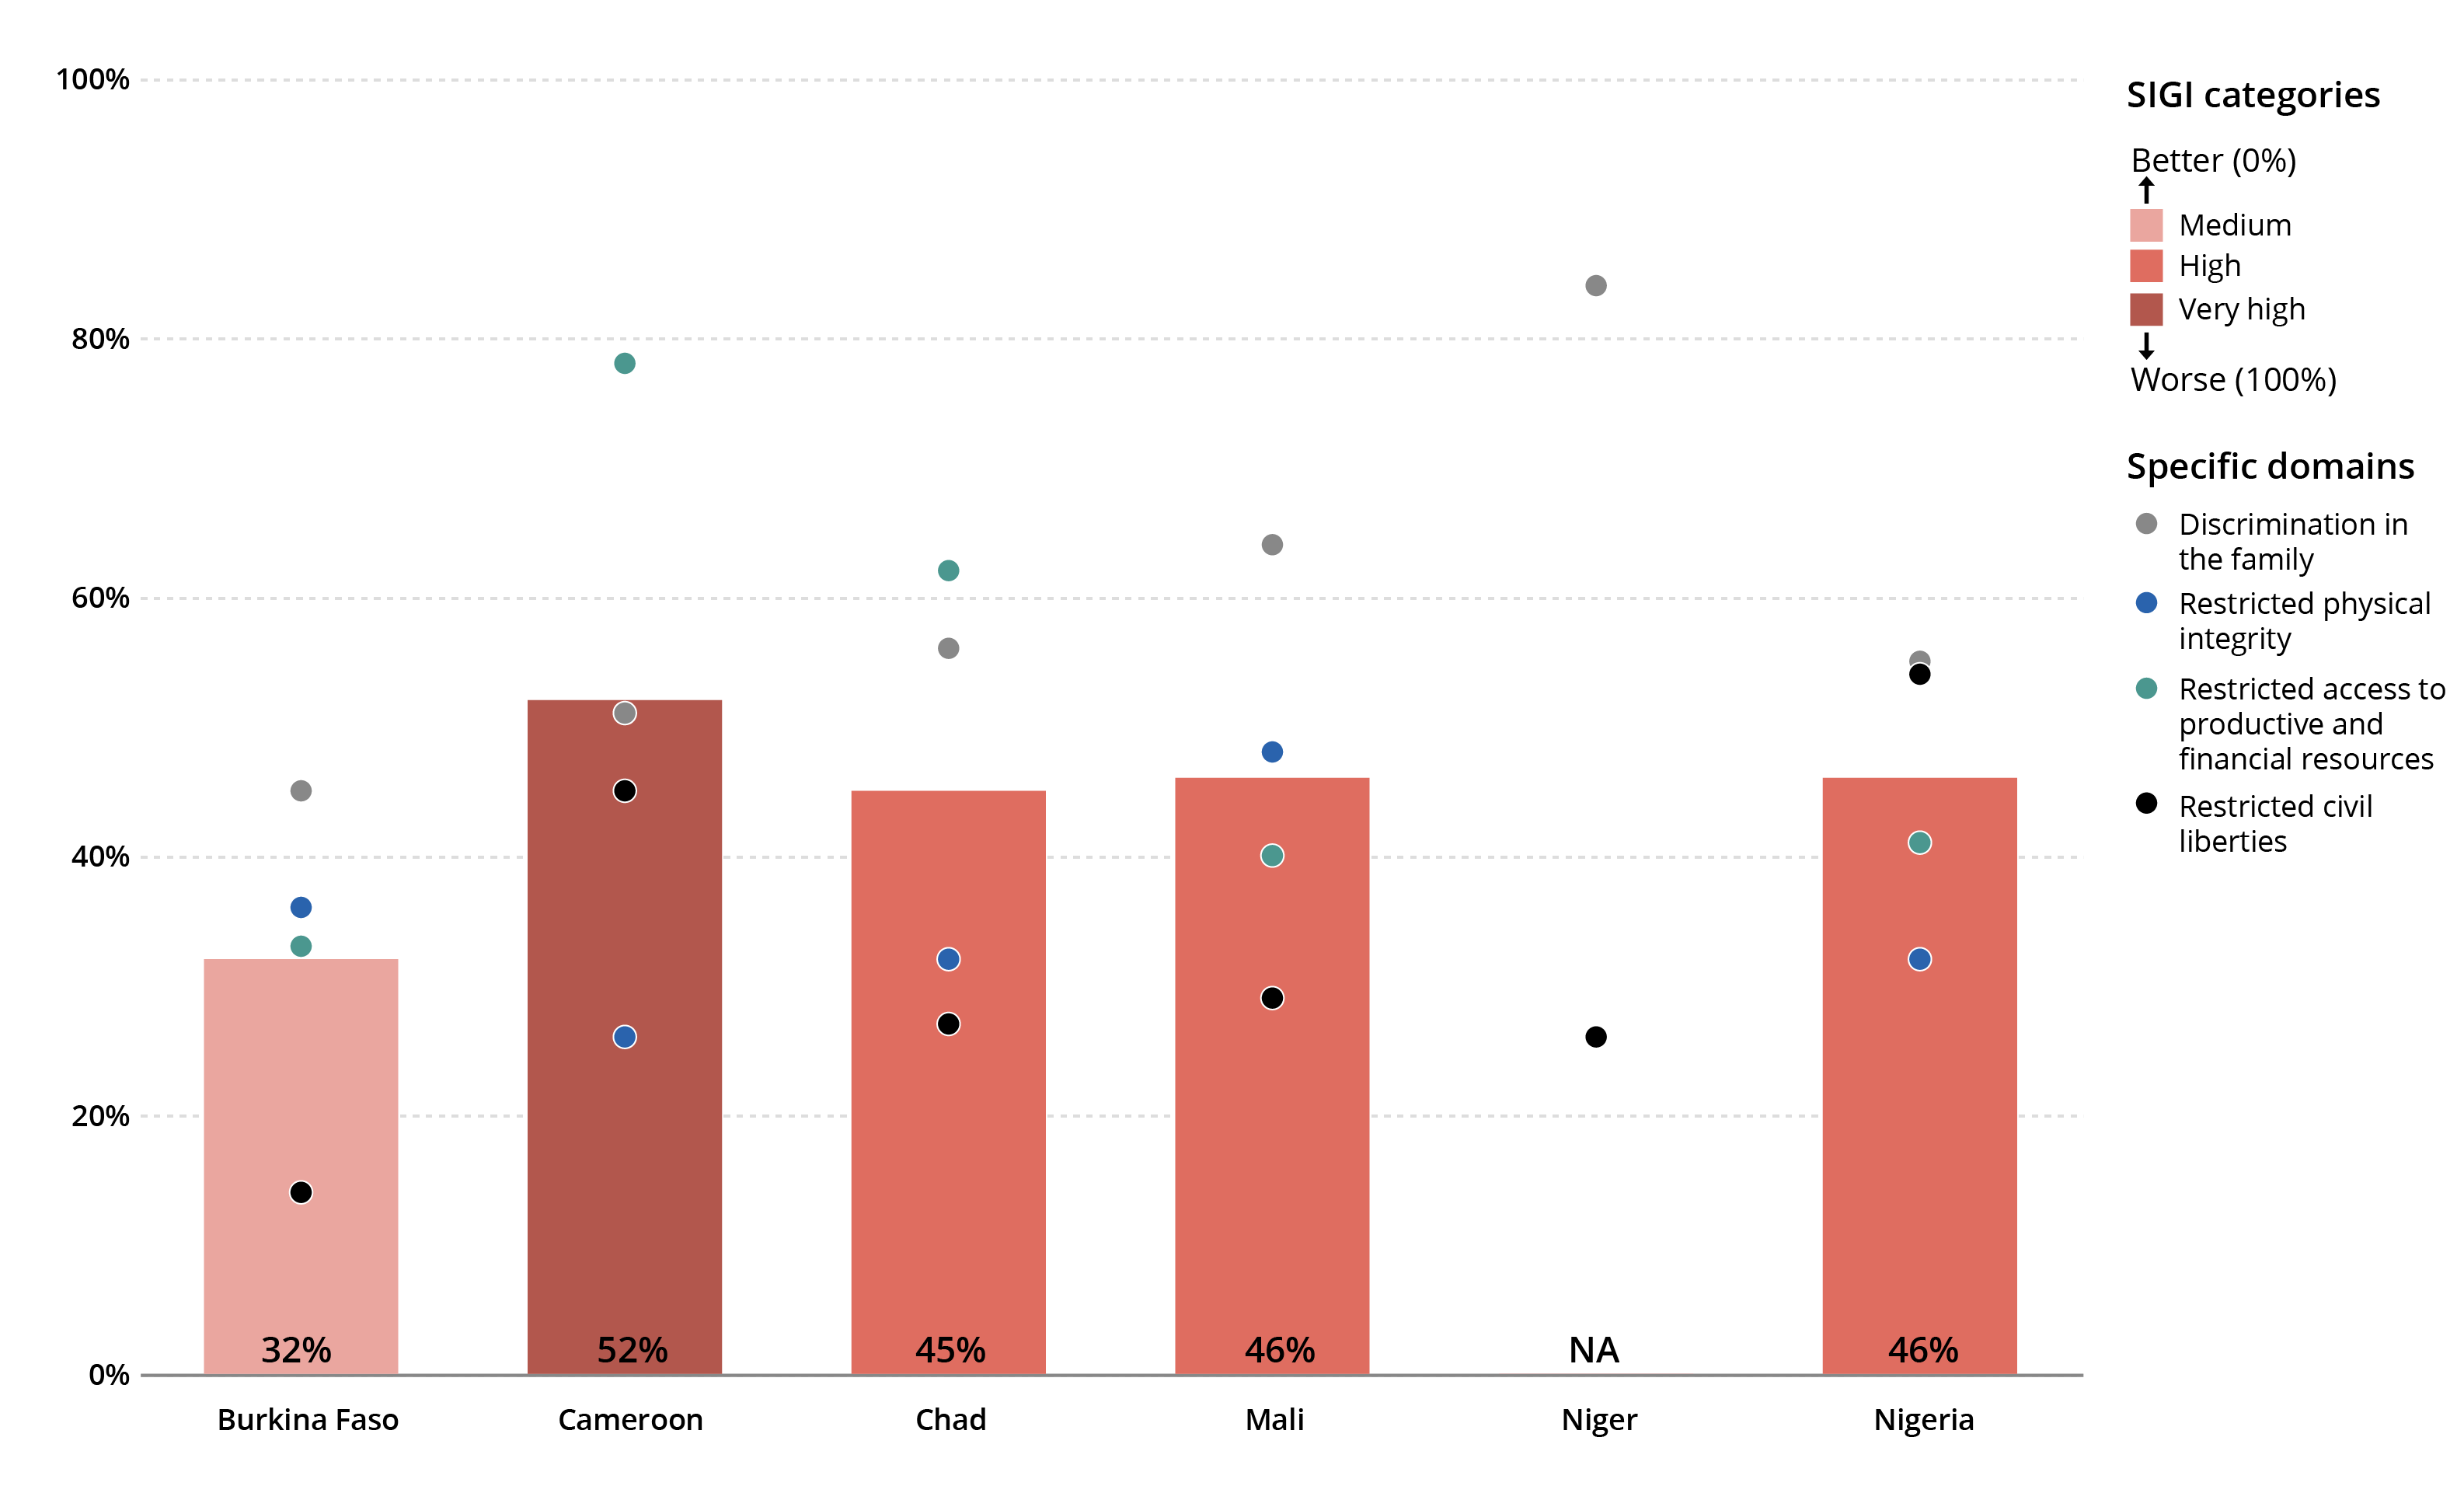 100%
80%
60%
40%
20%
0%
32%
52%
45%
46%
NA
46%
Burkina Faso
Cameroon
Chad
Mali
Niger
Nigeria
SIGI categories
Better (0%)
Medium
High
Very high
Worse (100%)
Specific domains
Discrimination in
the family
Restricted physical
integrity
Restricted access to
productive and
financial resources
Restricted civil
liberties